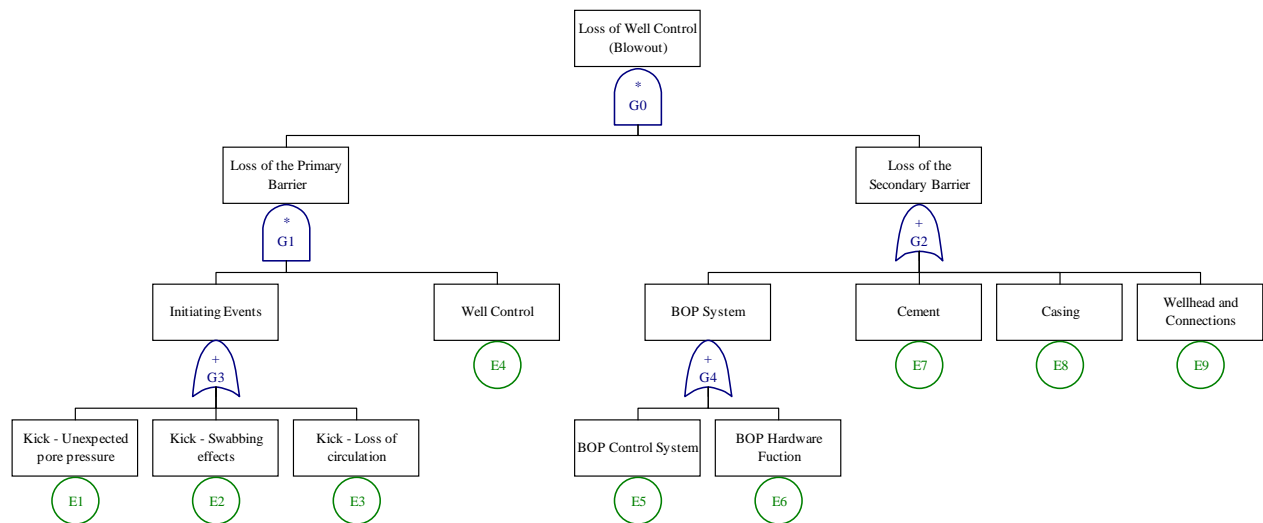 Loss of Well Control
(Blowout)
*
G0
Loss of the Primary
Barrier
Loss of the
Secondary Barrier
*
G1
+
G2
Initiating Events
Well Control
BOP System
Cement
Casing
Wellhead and
Connections
+
G3
E4
+
G4
E7
E8
E9
Kick - Unexpected
pore pressure
Kick - Swabbing
effects
Kick - Loss of
circulation
BOP Control System
BOP Hardware
Fuction
E1
E2
E3
E5
E6